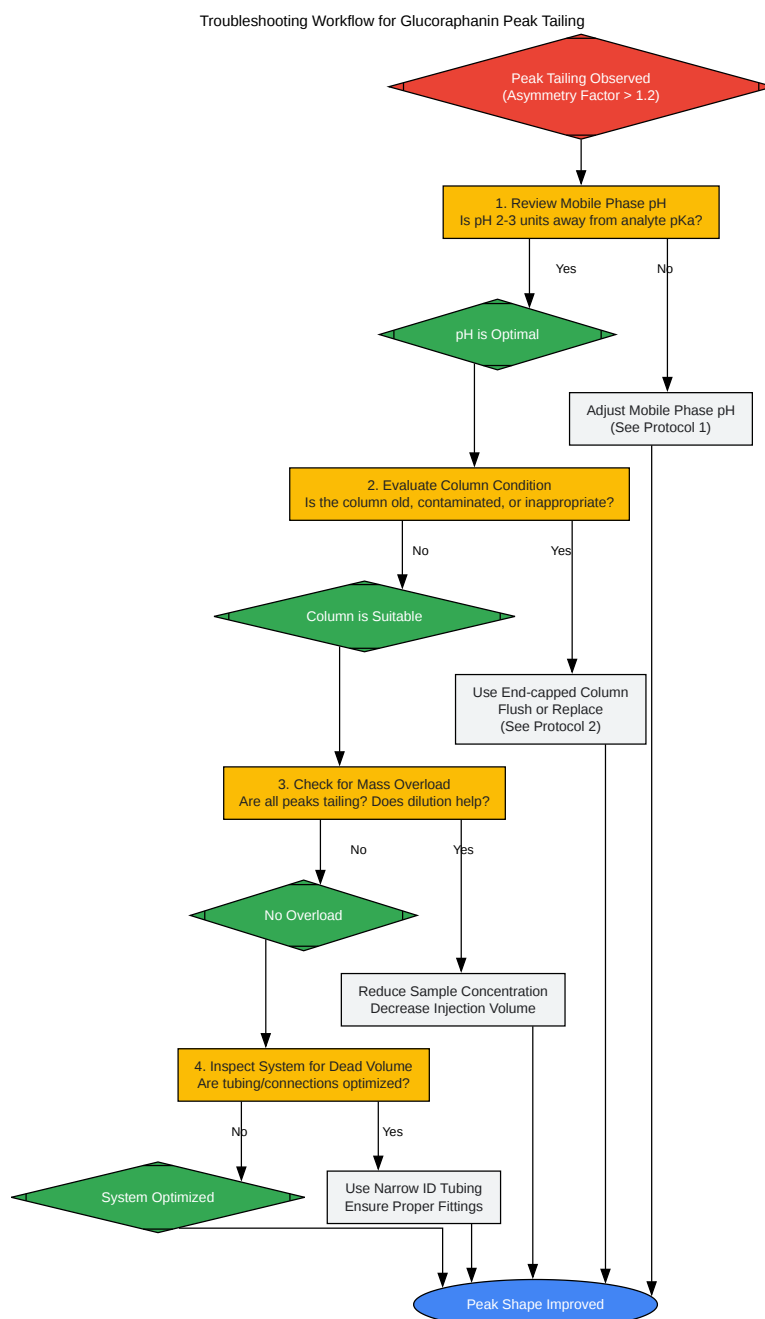 Troubleshooting Workflow for Glucoraphanin Peak Tailing
Peak Tailing Observed
(Asymmetry Factor > 1.2)
1. Review Mobile Phase pH
Is pH 2-3 units away from analyte pKa?
Yes
No
pH is Optimal
Adjust Mobile Phase pH
(See Protocol 1)
2. Evaluate Column Condition
Is the column old, contaminated, or inappropriate?
No
Yes
Column is Suitable
Use End-capped Column
Flush or Replace
(See Protocol 2)
3. Check for Mass Overload
Are all peaks tailing? Does dilution help?
No
Yes
No Overload
Reduce Sample Concentration
Decrease Injection Volume
4. Inspect System for Dead Volume
Are tubing/connections optimized?
No
Yes
System Optimized
Use Narrow ID Tubing
Ensure Proper Fittings
Peak Shape Improved